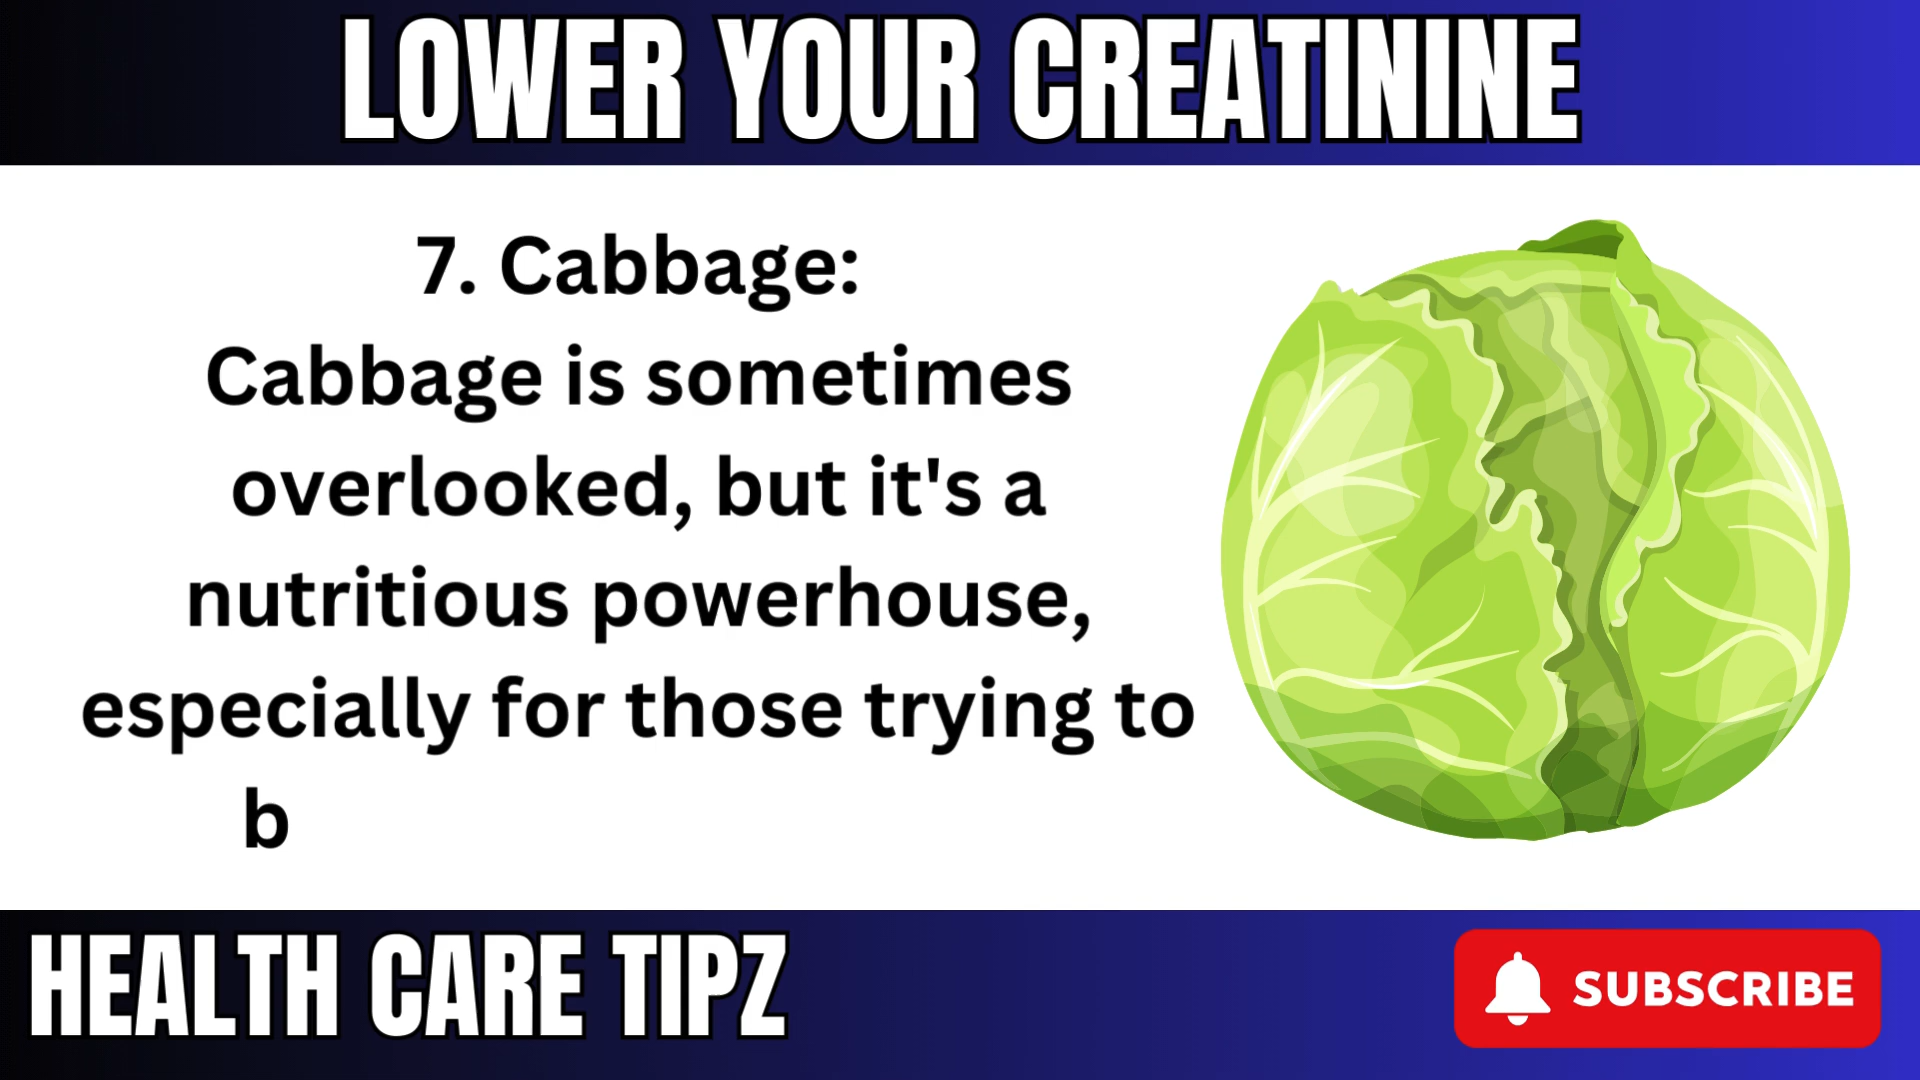 LOWER YOUR CREATININE
7. Cabbage:
Cabbage is sometimes
overlooked, but it's a
nutritious powerhouse,
especially for those trying to
b
HEALTH CARE TIPZ
SUBSCRIBE